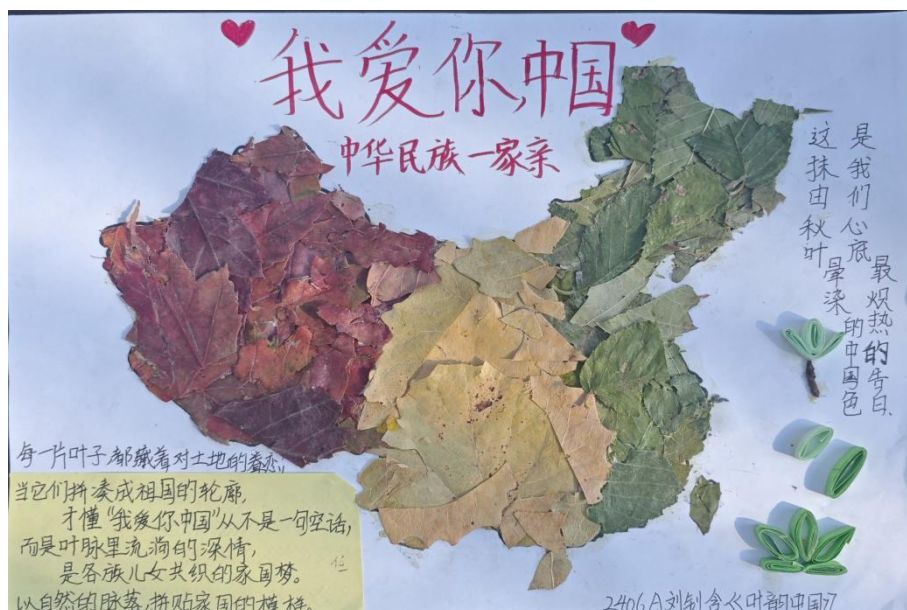 我爱你,中国
中华民族一家亲
这抹由秋叶
晕染
的中国色
是我们心底
最炽热的告白.
每一片叶子都藏着对土地的眷恋,
当它们拼凑成祖国的轮廓,
才懂“我爱你中国”从不是一句空话,
而是叶脉里流淌的深情,
是各族儿女共织的家国梦。
以自然的脉落,拼贴家国的模样。
2406A刘钊含《叶韵中国》